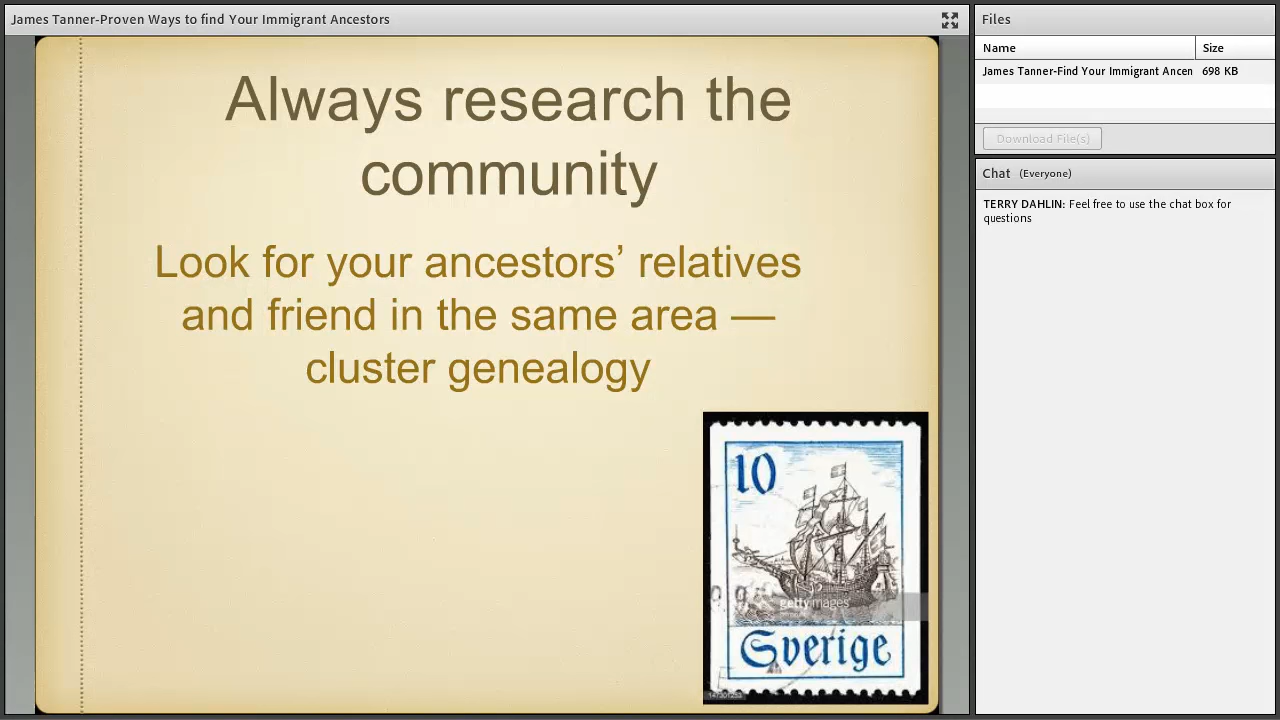 James Tanner-Proven Ways to find Your Immigrant Ancestors
Always research the
community
Look for your ancestors’ relatives
and friend in the same area —
cluster genealogy
10
gettyimages
Sverige
Files
Name Size
James Tanner-Find Your Immigrant Ancen 698 KB
Download File(s)
Chat (Everyone)
TERRY DAHLIN: Feel free to use the chat box for
questions